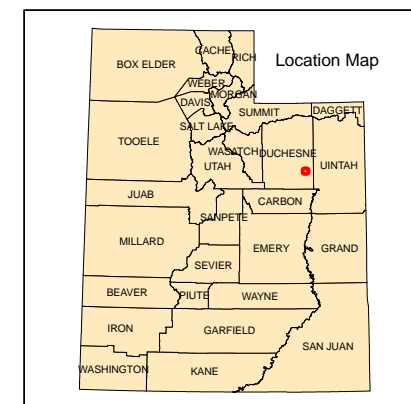 Location Map
CACHE
RICH
BOX ELDER
WEBER
MORGAN
DAVIS
SUMMIT
DAGGETT
SALT LAKE
TOOELE
WASATCH
DUCHESNE
UINTAH
UTAH
JUAB
CARBON
SANPETE
MILLARD
EMERY
GRAND
SEVIER
BEAVER
PIUTE
WAYNE
IRON
GARFIELD
SAN JUAN
WASHINGTON
KANE